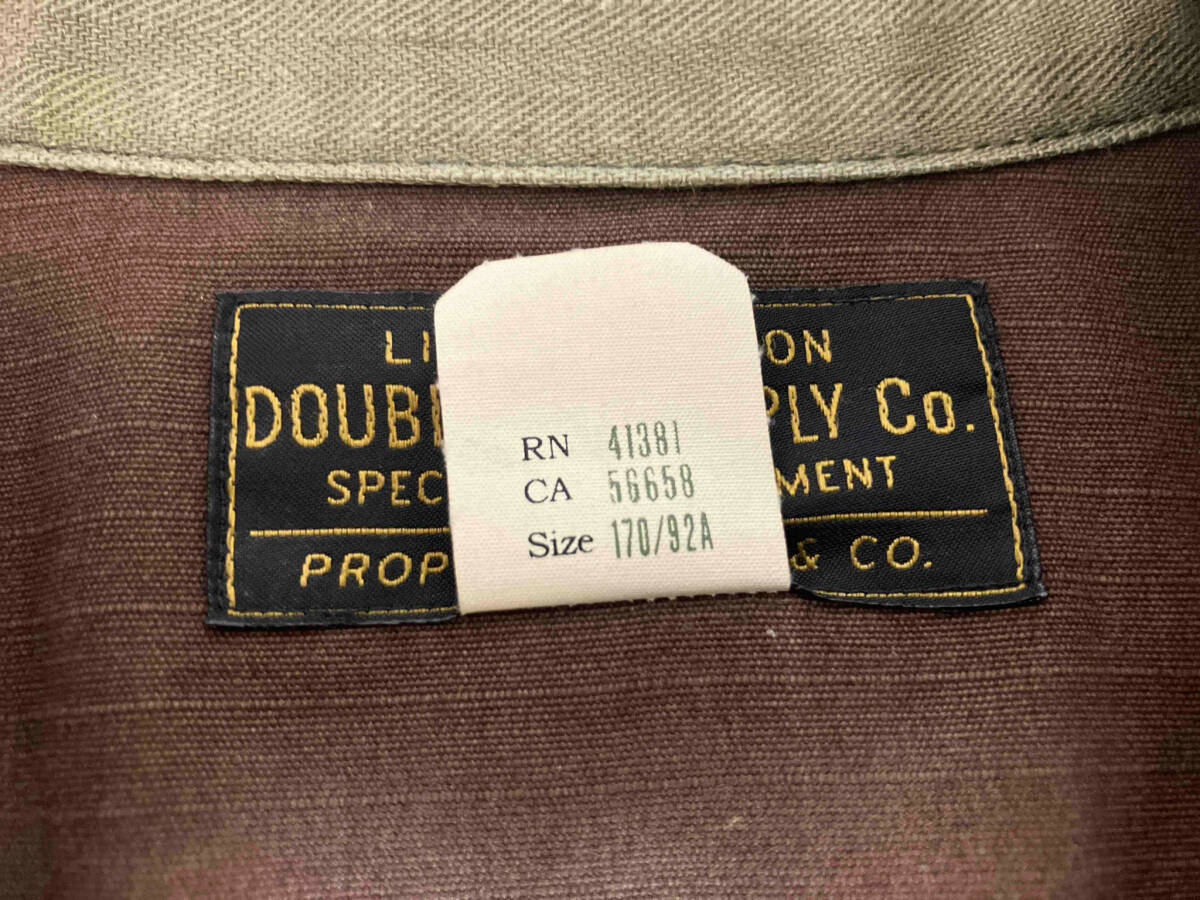 LI ON
DOUB PLY Co.
SPEC MENT
PROP & CO.
RN 41381
CA 56658
Size 170/92A